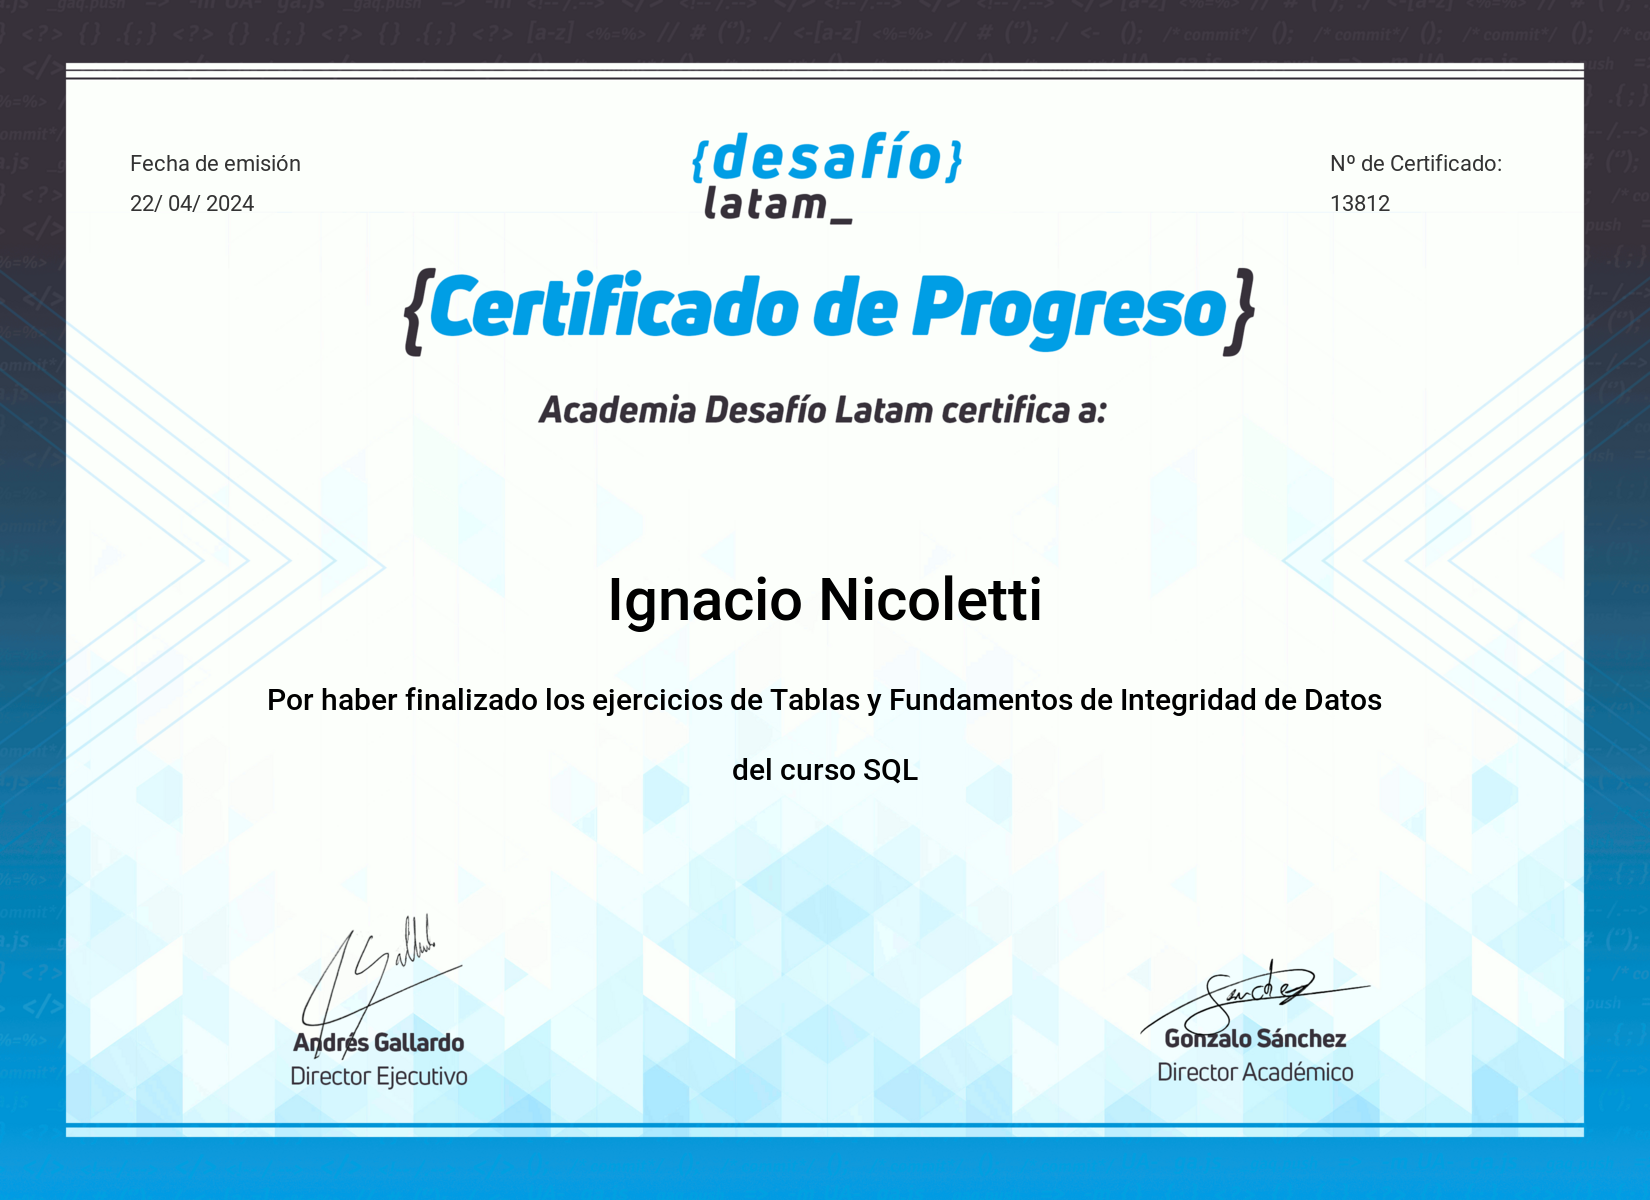 Fecha de emisión
22/ 04/ 2024
{desafío}
latam_
Nº de Certificado:
13812
{Certificado de Progreso}
Academia Desafío Latam certifica a:
Ignacio Nicoletti
Por haber finalizado los ejercicios de Tablas y Fundamentos de Integridad de Datos
del curso SQL
Andrés Gallardo
Director Ejecutivo
Gonzalo Sánchez
Director Académico